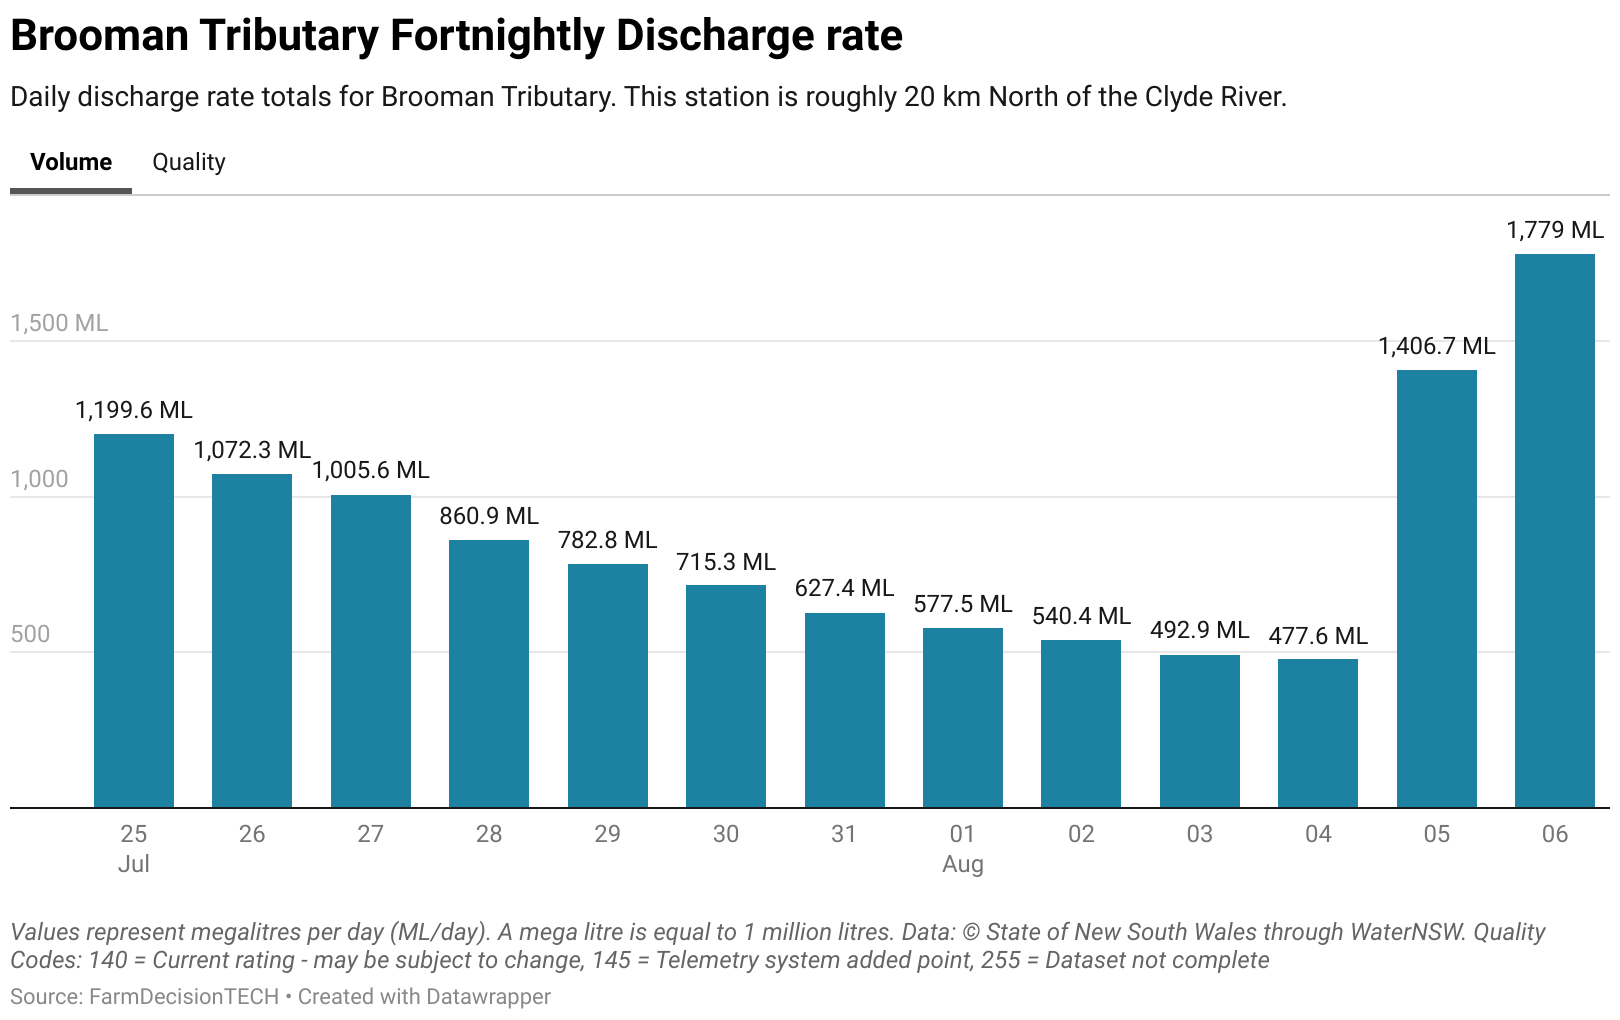 Brooman Tributary Fortnightly Discharge rate
Daily discharge rate totals for Brooman Tributary. This station is roughly 20 km North of the Clyde River.
Volume Quality
1,779 ML
1,500 ML
1,406.7 ML
1,199.6 ML
1,072.3 ML
1,005.6 ML
1,000
860.9 ML
782.8 ML
715.3 ML
627.4 ML
577.5 ML
540.4 ML
492.9 ML
477.6 ML
500
25 26 27 28 29 30 31 01 02 03 04 05 06
Jul Aug
Values represent megalitres per day (ML/day). A mega litre is equal to 1 million litres. Data: © State of New South Wales through WaterNSW. Quality
Codes: 140 = Current rating - may be subject to change, 145 = Telemetry system added point, 255 = Dataset not complete
Source: FarmDecisionTECH • Created with Datawrapper